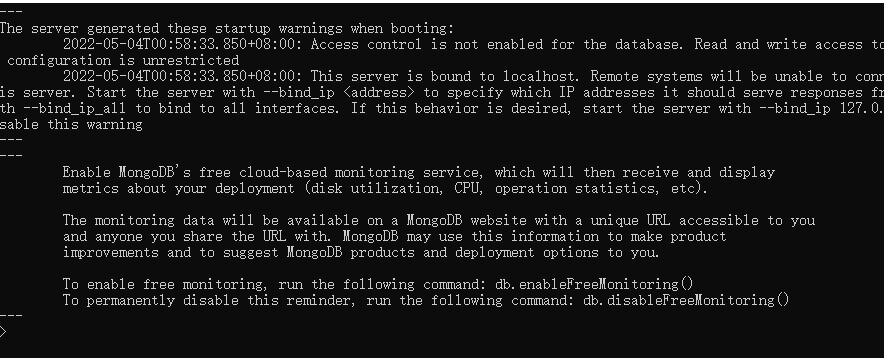 ---
The server generated these startup warnings when booting:
2022-05-04T00:58:33.850+08:00: Access control is not enabled for the database. Read and write access to
configuration is unrestricted
2022-05-04T00:58:33.850+08:00: This server is bound to localhost. Remote systems will be unable to conn
is server. Start the server with --bind_ip <address> to specify which IP addresses it should serve responses fr
th --bind_ip_all to bind to all interfaces. If this behavior is desired, start the server with --bind_ip 127.0.
sable this warning
---
---
Enable MongoDB's free cloud-based monitoring service, which will then receive and display
metrics about your deployment (disk utilization, CPU, operation statistics, etc).
The monitoring data will be available on a MongoDB website with a unique URL accessible to you
and anyone you share the URL with. MongoDB may use this information to make product
improvements and to suggest MongoDB products and deployment options to you.
To enable free monitoring, run the following command: db.enableFreeMonitoring()
To permanently disable this reminder, run the following command: db.disableFreeMonitoring()
---
>